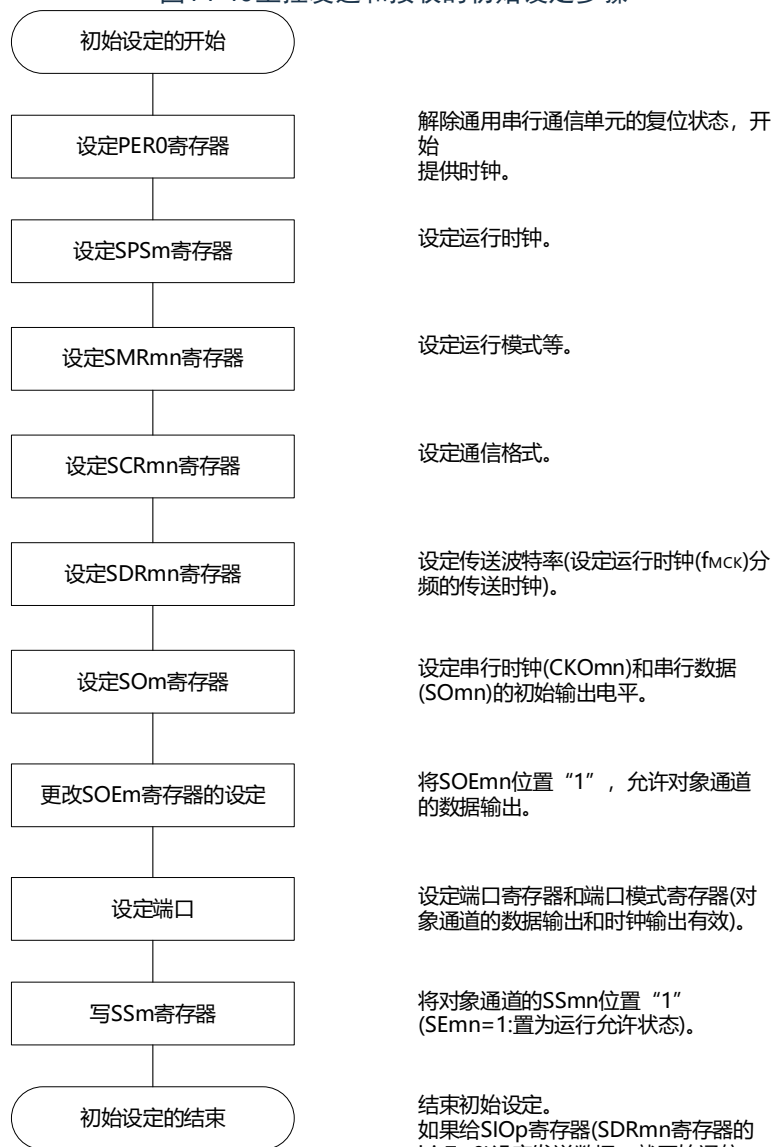 初始设定的开始
设定PER0寄存器
解除通用串行通信单元的复位状态，开
始
提供时钟。
设定SPSm寄存器
设定运行时钟。
设定SMRmn寄存器
设定运行模式等。
设定SCRmn寄存器
设定通信格式。
设定SDRmn寄存器
设定传送波特率(设定运行时钟(fMCK)分
频的传送时钟)。
设定SOm寄存器
设定串行时钟(CKOmn)和串行数据
(SOmn)的初始输出电平。
更改SOEm寄存器的设定
将SOEmn位置“1”，允许对象通道
的数据输出。
设定端口
设定端口寄存器和端口模式寄存器(对
象通道的数据输出和时钟输出有效)。
写SSm寄存器
将对象通道的SSmn位置“1”
(SEmn=1:置为运行允许状态)。
初始设定的结束
结束初始设定。
如果给SIOp寄存器(SDRmn寄存器的